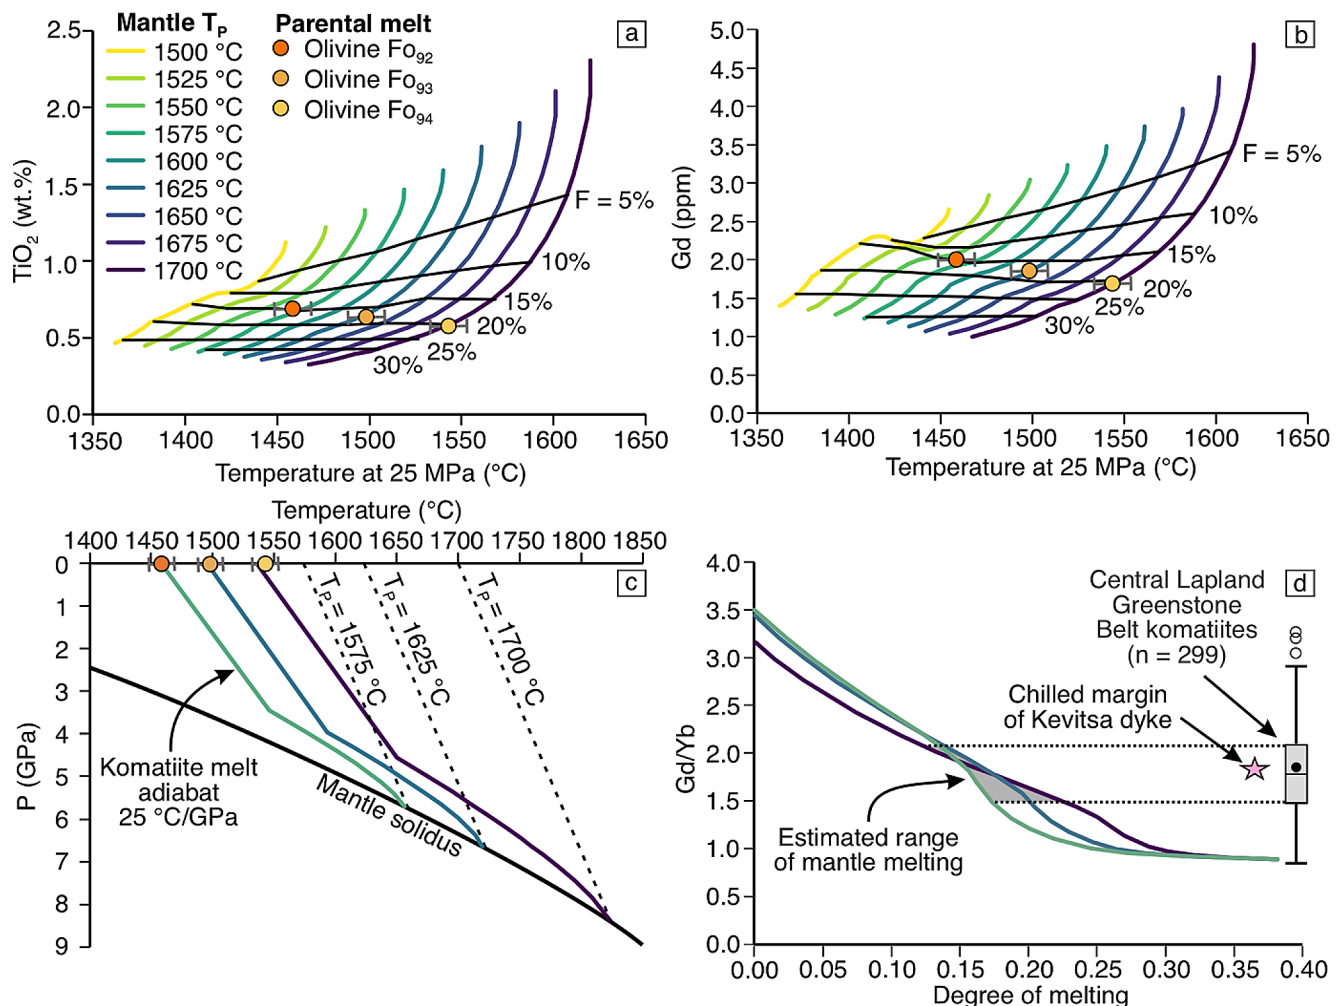 Mantle TP
1500 °C
1525 °C
1550 °C
1575 °C
1600 °C
1625 °C
1650 °C
1675 °C
1700 °C
Parental melt
Olivine Fo92
Olivine Fo93
Olivine Fo94
a
2.5
2.0
1.5
1.0
0.5
0.0
TiO2 (wt.%)
F = 5%
10%
15%
20%
25%
30%
1350 1400 1450 1500 1550 1600 1650
Temperature at 25 MPa (°C)
b
5.0
4.5
4.0
3.5
3.0
2.5
2.0
1.5
1.0
0.5
0.0
Gd (ppm)
F = 5%
10%
15%
20%
25%
30%
1350 1400 1450 1500 1550 1600 1650
Temperature at 25 MPa (°C)
Temperature (°C)
1400 1450 1500 1550 1600 1650 1700 1750 1800 1850
c
0
1
2
3
4
5
6
7
8
9
P (GPa)
TP = 1575 °C
TP = 1625 °C
TP = 1700 °C
Komatiite melt
adiabat
25 °C/GPa
Mantle solidus
d
4.0
3.5
3.0
2.5
2.0
1.5
1.0
0.5
0.0
Gd/Yb
Central Lapland
Greenstone
Belt komatiites
(n = 299)
Chilled margin
of Kevitsa dyke
Estimated range
of mantle melting
0.00 0.05 0.10 0.15 0.20 0.25 0.30 0.35 0.40
Degree of melting